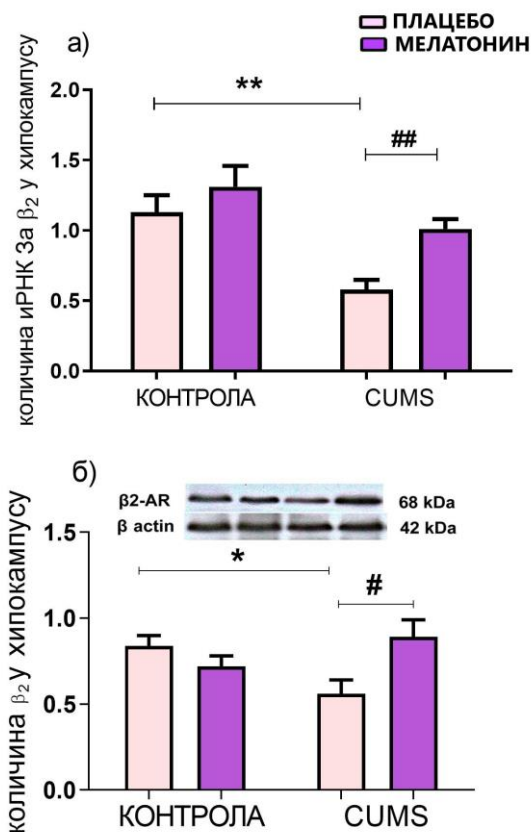 ПЛАЦЕБО
МЕЛАТОНИН
а)
количина иРНК За β₂ у хипокампусу
2.0
1.5
1.0
0.5
0.0
**
##
КОНТРОЛА
CUMS
б)
β2-AR
68 kDa
β actin
42 kDa
количина β₂ у хипокампусу
1.5
1.0
0.5
0.0
*
#
КОНТРОЛА
CUMS